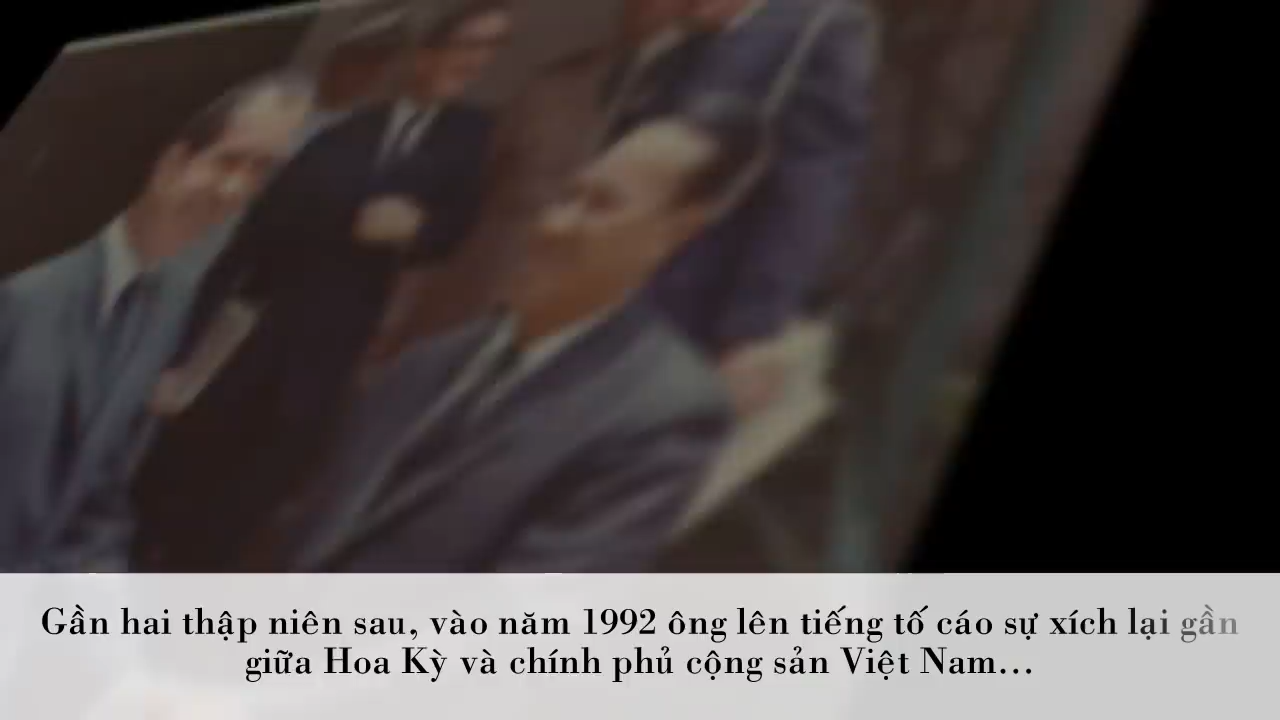 Gần hai thập niên sau, vào năm 1992 ông lên tiếng tố cáo sự xích lại gần
giữa Hoa Kỳ và chính phủ cộng sản Việt Nam...